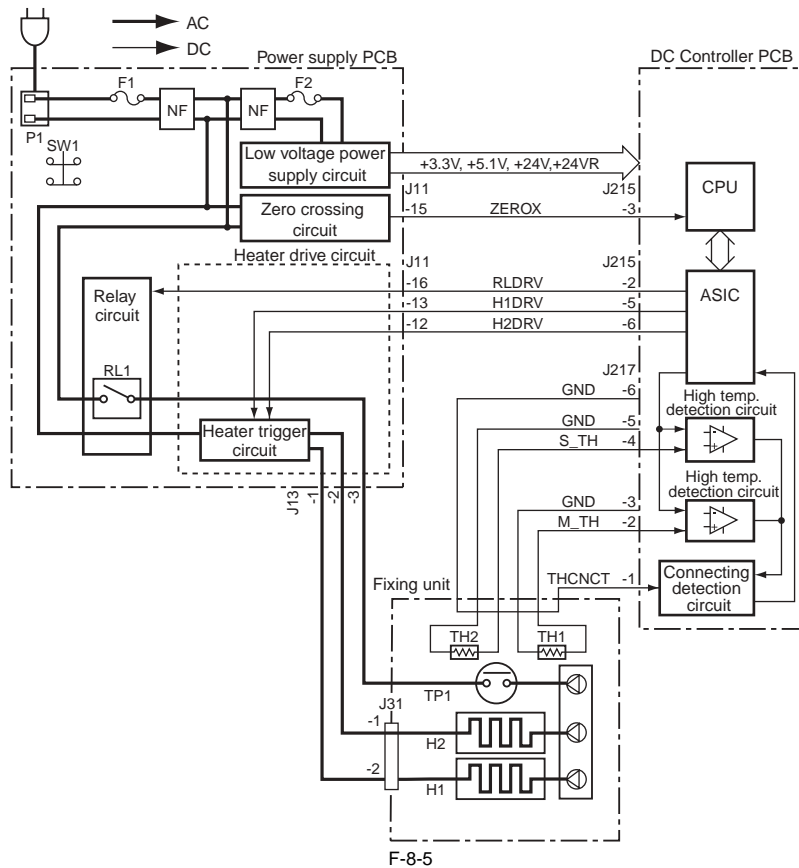 AC
DC
Power supply PCB
DC Controller PCB
F1
F2
NF
NF
P1
SW1
Low voltage power
supply circuit
+3.3V, +5.1V, +24V,+24VR
CPU
J11
J215
Zero crossing
circuit
-15
ZEROX
-3
Heater drive circuit
J11
J215
Relay
circuit
-16
RLDRV
-2
ASIC
-13
H1DRV
-5
-12
H2DRV
-6
RL1
J217
GND
-6
High temp.
detection circuit
GND
-5
Heater trigger
circuit
S_TH
-4
High temp.
detection circuit
J13
-1
-2
-3
GND
-3
M_TH
-2
Fixing unit
THCNCT
-1
Connecting
detection
circuit
TH2
TH1
TP1
J31
-1
H2
-2
H1
F-8-5